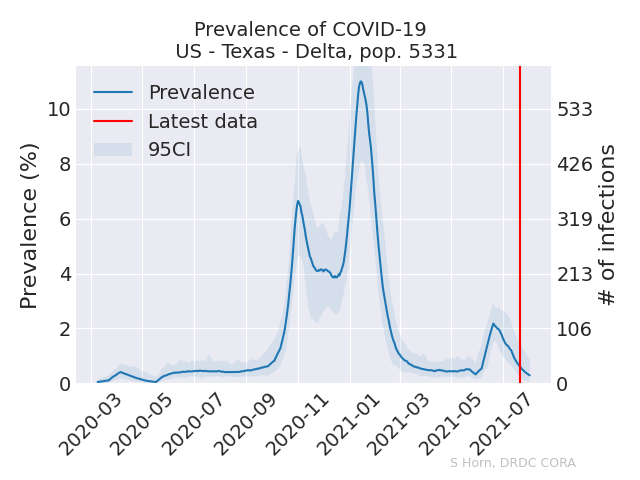 Prevalence of COVID-19
US - Texas - Delta, pop. 5331
Prevalence
Latest data
95CI
Prevalence (%)
10
8
6
4
2
0
533
426
319
213
106
0
# of infections
2020-03
2020-05
2020-07
2020-09
2020-11
2021-01
2021-03
2021-05
2021-07
S Horn, DRDC CORA